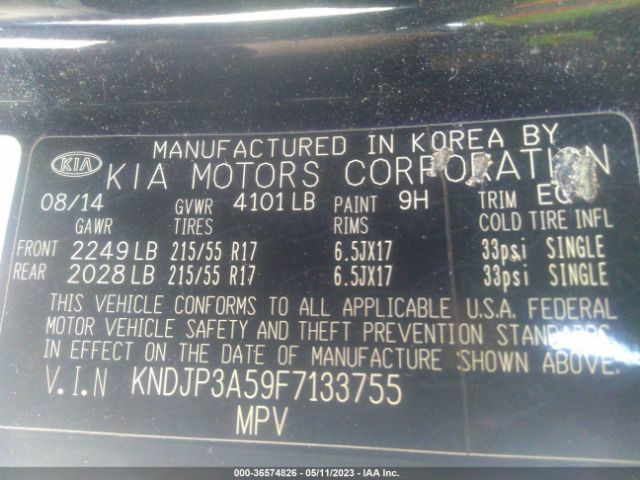 MANUFACTURED IN KOREA BY
KIA KIA MOTORS CORPORATION
08/14 GVWR 4101 LB PAINT 9H TRIM EQ
GAWR TIRES RIMS COLD TIRE INFL
FRONT 2249 LB 215/55 R17 6.5JX17 33psi SINGLE
REAR 2028 LB 215/55 R17 6.5JX17 33psi SINGLE
THIS VEHICLE CONFORMS TO ALL APPLICABLE U.S.A. FEDERAL
MOTOR VEHICLE SAFETY AND THEFT PREVENTION STANDARDS
IN EFFECT ON THE DATE OF MANUFACTURE SHOWN ABOVE.
V.I.N KNDJP3A59F7133755
MPV
000-36574826 - 05/11/2023 - IAA Inc.